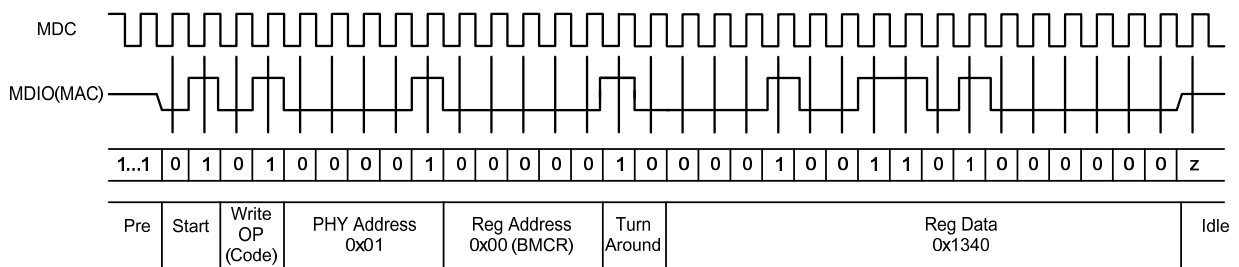 MDC
MDIO(MAC)
1...1 0 1 0 1 0 0 0 0 1 0 0 0 0 0 1 0 0 0 0 1 0 0 1 1 0 1 0 0 0 0 0 0 z
Pre
Start
Write
OP
(Code)
PHY Address
0x01
Reg Address
0x00 (BMCR)
Turn
Around
Reg Data
0x1340
Idle